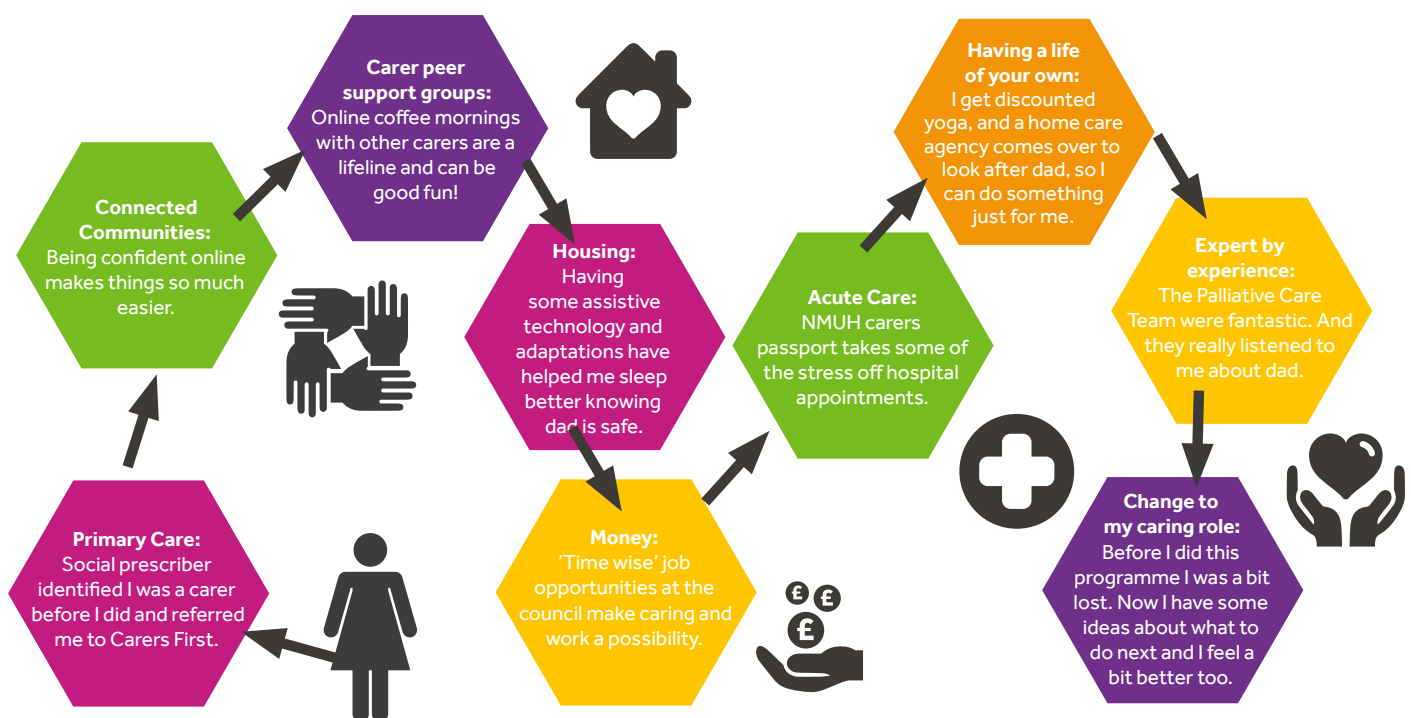 Primary Care:
Social prescriber
identified I was a carer
before I did and referred
me to Carers First.
Connected
Communities:
Being confident online
makes things so much
easier.
Carer peer
support groups:
Online coffee mornings
with other carers are a
lifeline and can be
good fun!
Housing:
Having
some assistive
technology and
adaptations have
helped me sleep
better knowing
dad is safe.
Money:
‘Time wise’ job
opportunities at the
council make caring and
work a possibility.
£ £
£
Acute Care:
NMUH carers
passport takes some of
the stress off hospital
appointments.
Having a life
of your own:
I get discounted
yoga, and a home care
agency comes over to
look after dad, so I
can do something
just for me.
Expert by
experience:
The Palliative Care
Team were fantastic. And
they really listened to
me about dad.
Change to
my caring role:
Before I did this
programme I was a bit
lost. Now I have some
ideas about what to
do next and I feel a
bit better too.